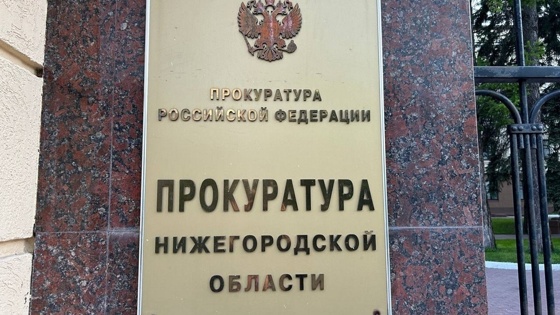 ПРОКУРАТУРА
РОССИЙСКОЙ ФЕДЕРАЦИИ
ПРОКУРАТУРА
НИЖЕГОРОДСКОЙ
ОБЛАСТИ